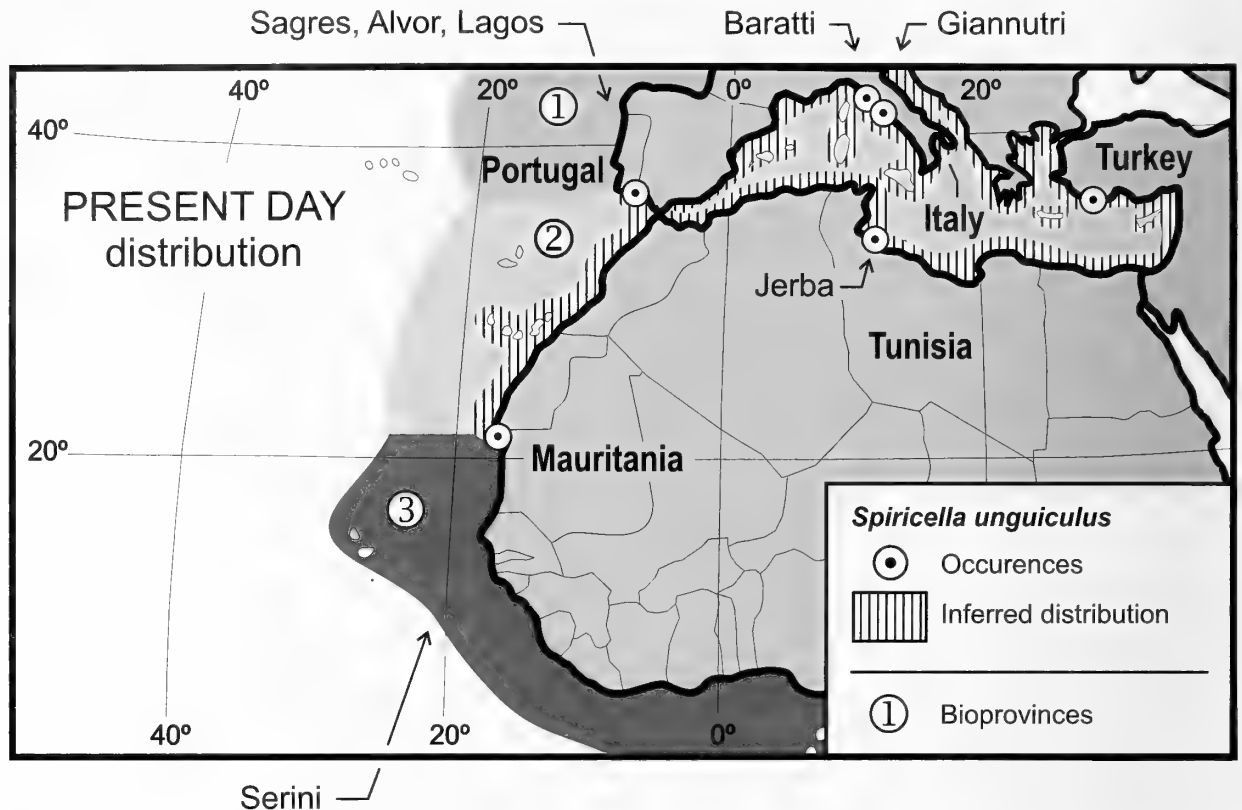 Sagres, Alvor, Lagos
Baratti
Giannutri
40º
20º
0º
20º
①
40º
Portugal
Turkey
PRESENT DAY
distribution
②
Italy
Jerba
Tunisia
20º
Mauritania
③
Spiricella unguiculus
Occurences
Inferred distribution
① Bioprovinces
40º
20º
0º
Serini